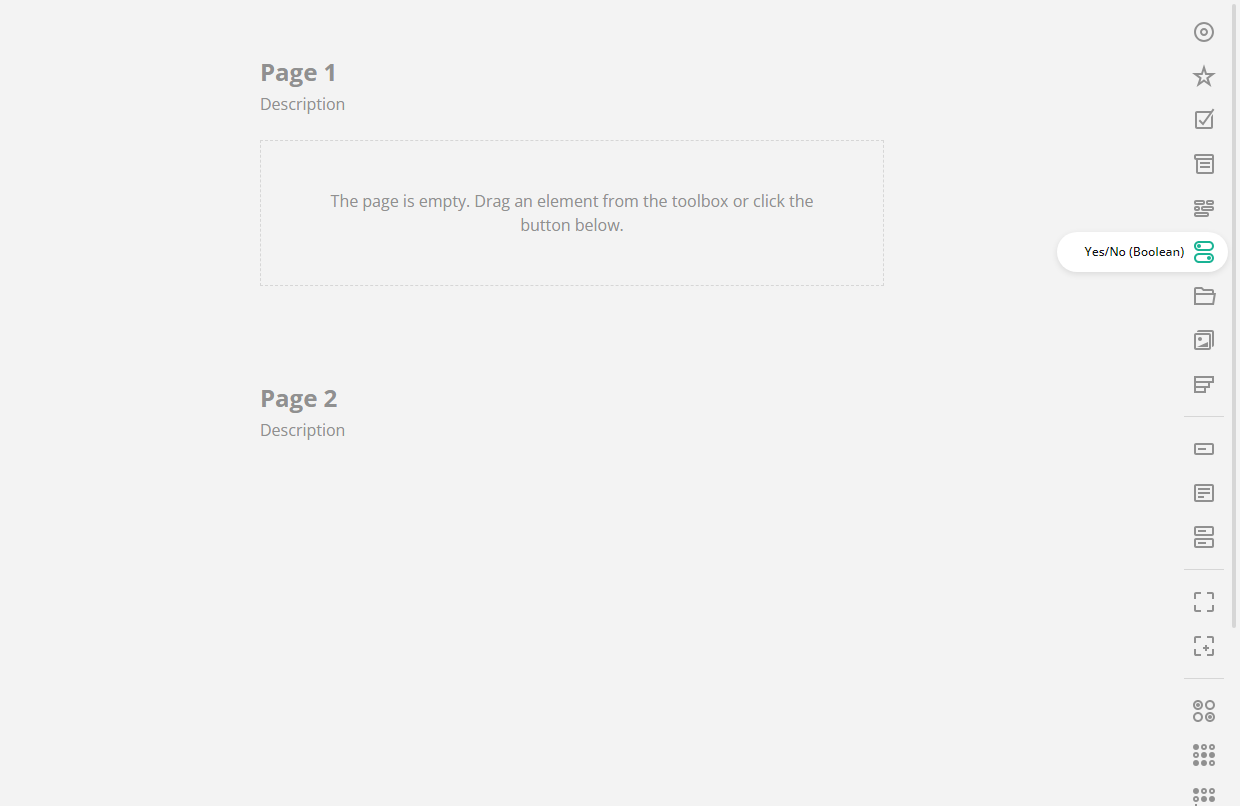 Page 1
Description
The page is empty. Drag an element from the toolbox or click the
button below.
Yes/No (Boolean)
Page 2
Description